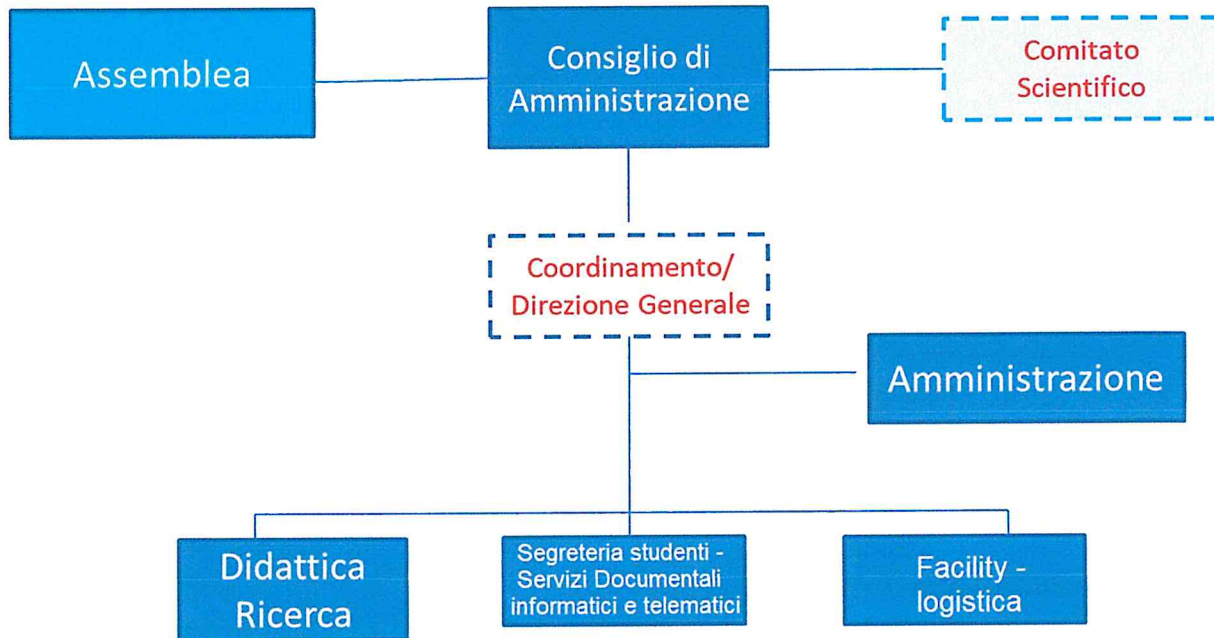 Assemblea
Consiglio di
Amministrazione
Comitato
Scientifico
Coordinamento/
Direzione Generale
Amministrazione
Didattica
Ricerca
Segreteria studenti -
Servizi Documentali
informatici e telematici
Facility -
logistica